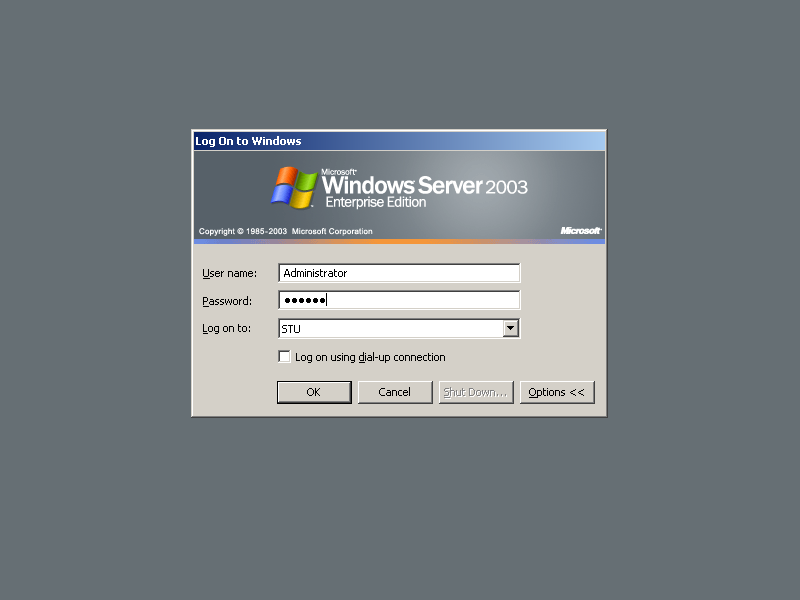 Log On to Windows
Microsoft®
Windows Server 2003
Enterprise Edition
Copyright © 1985-2003 Microsoft Corporation Microsoft®
User name: Administrator
Password: ●●●●●●
Log on to: STU
Log on using dial-up connection
OK Cancel Shut Down... Options <<